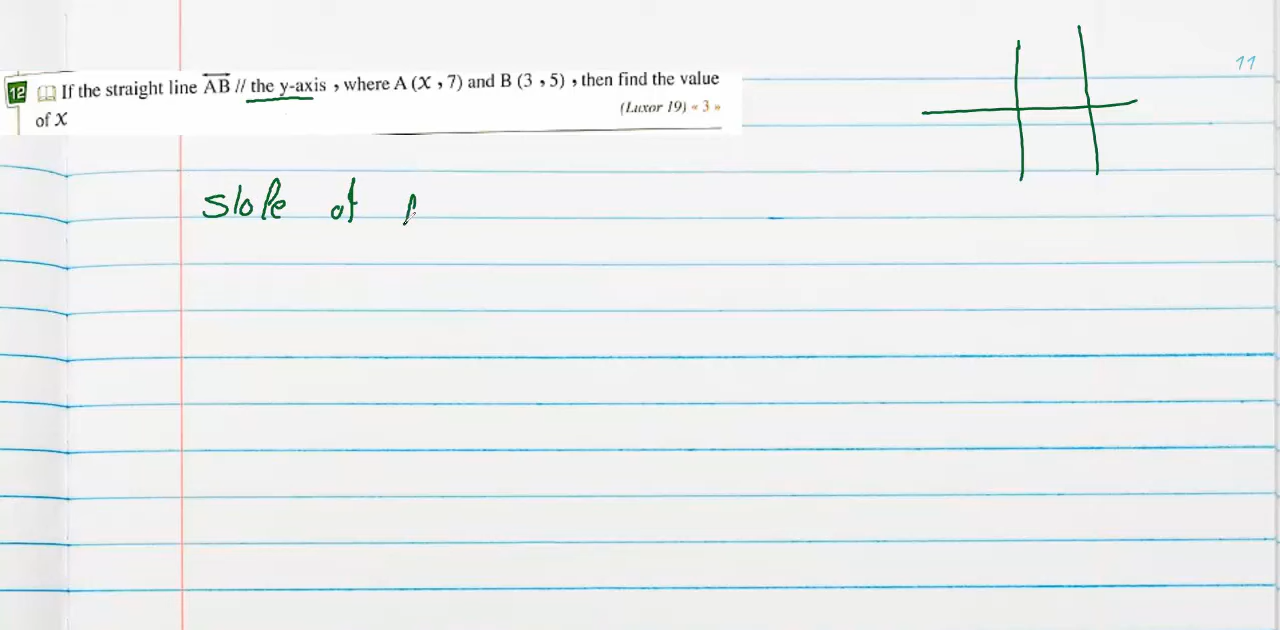 11
12 If the straight line AB // the y-axis , where A (X , 7) and B (3 , 5) , then find the value
of X (Luxor 19) « 3 »
slope of